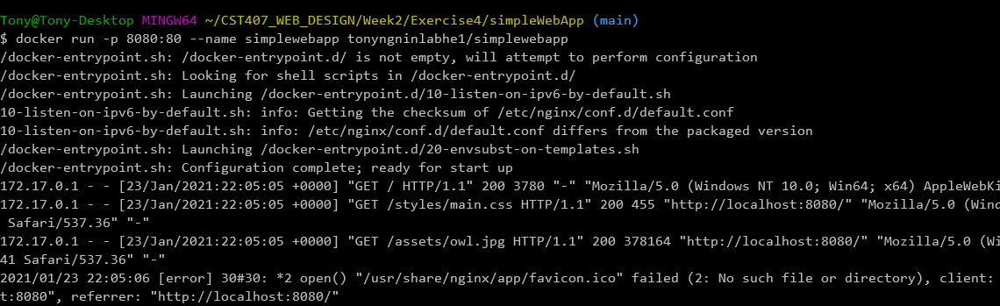 Tony@Tony-Desktop MINGW64 ~/CST407_WEB_DESIGN/Week2/Exercise4/simpleWebApp (main)
$ docker run -p 8080:80 --name simplewebapp tonyngninlabhe1/simplewebapp
/docker-entrypoint.sh: /docker-entrypoint.d/ is not empty, will attempt to perform configuration
/docker-entrypoint.sh: Looking for shell scripts in /docker-entrypoint.d/
/docker-entrypoint.sh: Launching /docker-entrypoint.d/10-listen-on-ipv6-by-default.sh
10-listen-on-ipv6-by-default.sh: info: Getting the checksum of /etc/nginx/conf.d/default.conf
10-listen-on-ipv6-by-default.sh: info: /etc/nginx/conf.d/default.conf differs from the packaged version
/docker-entrypoint.sh: Launching /docker-entrypoint.d/20-envsubst-on-templates.sh
/docker-entrypoint.sh: Configuration complete; ready for start up
172.17.0.1 - - [23/Jan/2021:22:05:05 +0000] "GET / HTTP/1.1" 200 3780 "-" "Mozilla/5.0 (Windows NT 10.0; Win64; x64) AppleWebKi
172.17.0.1 - - [23/Jan/2021:22:05:05 +0000] "GET /styles/main.css HTTP/1.1" 200 455 "http://localhost:8080/" "Mozilla/5.0 (Wind
Safari/537.36" "-"
172.17.0.1 - - [23/Jan/2021:22:05:05 +0000] "GET /assets/owl.jpg HTTP/1.1" 200 378164 "http://localhost:8080/" "Mozilla/5.0 (Wi
41 Safari/537.36" "-"
2021/01/23 22:05:06 [error] 30#30: *2 open() "/usr/share/nginx/app/favicon.ico" failed (2: No such file or directory), client:
t:8080", referrer: "http://localhost:8080/"